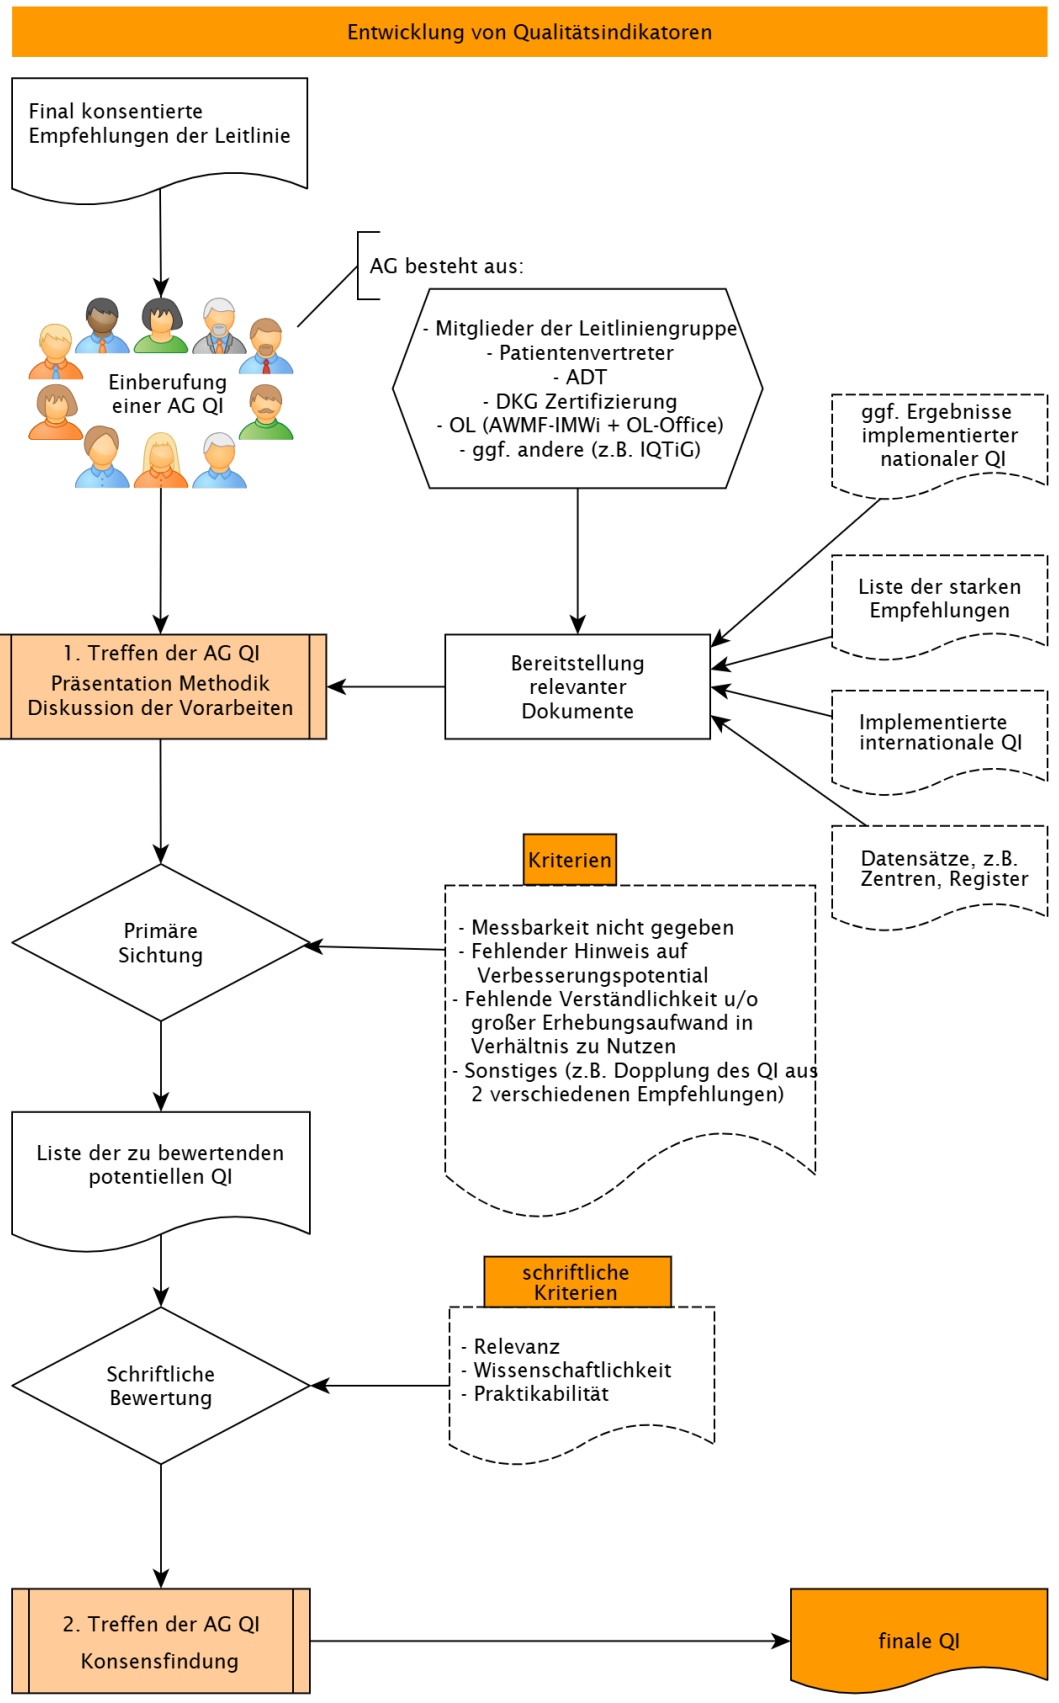 Entwicklung von Qualitätsindikatoren
Final konsentierte
Empfehlungen der Leitlinie
AG besteht aus:
- Mitglieder der Leitliniengruppe
- Patientenvertreter
- ADT
- DKG Zertifizierung
- OL (AWMF-IMWi + OL-Office)
- ggf. andere (z.B. IQTiG)
Einberufung
einer AG QI
ggf. Ergebnisse
implementierter
nationaler QI
Liste der starken
Empfehlungen
Implementierte
internationale QI
Datensätze, z.B.
Zentren, Register
Bereitstellung
relevanter
Dokumente
1. Treffen der AG QI
Präsentation Methodik
Diskussion der Vorarbeiten
Kriterien
- Messbarkeit nicht gegeben
- Fehlender Hinweis auf
Verbesserungspotential
- Fehlende Verständlichkeit u/o
großer Erhebungsaufwand in
Verhältnis zu Nutzen
- Sonstiges (z.B. Dopplung des QI aus
2 verschiedenen Empfehlungen)
Primäre
Sichtung
Liste der zu bewertenden
potentiellen QI
schriftliche
Kriterien
- Relevanz
- Wissenschaftlichkeit
- Praktikabilität
Schriftliche
Bewertung
2. Treffen der AG QI
Konsensfindung
finale QI